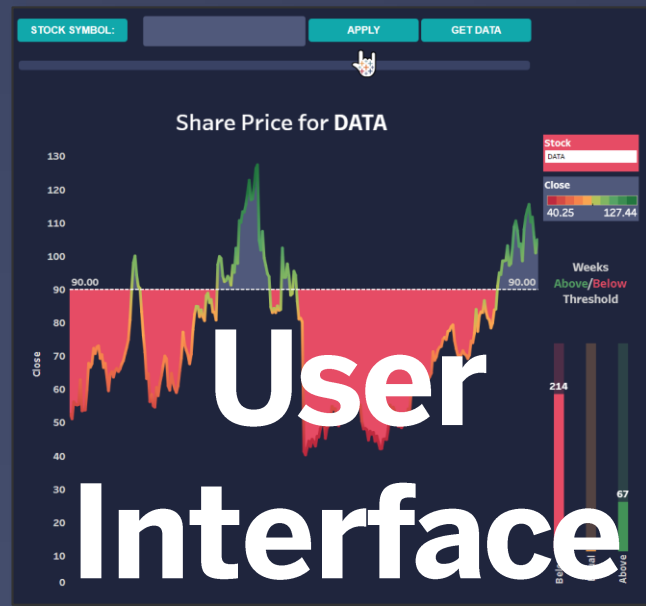 STOCK SYMBOL:
APPLY
GET DATA
Share Price for DATA
Stock
DATA
Close
40.25 127.44
130
120
110
100
90
80
70
60
50
40
30
20
10
0
Close
90.00
90.00
Weeks
Above/Below
Threshold
214
67
Above
User
Interface